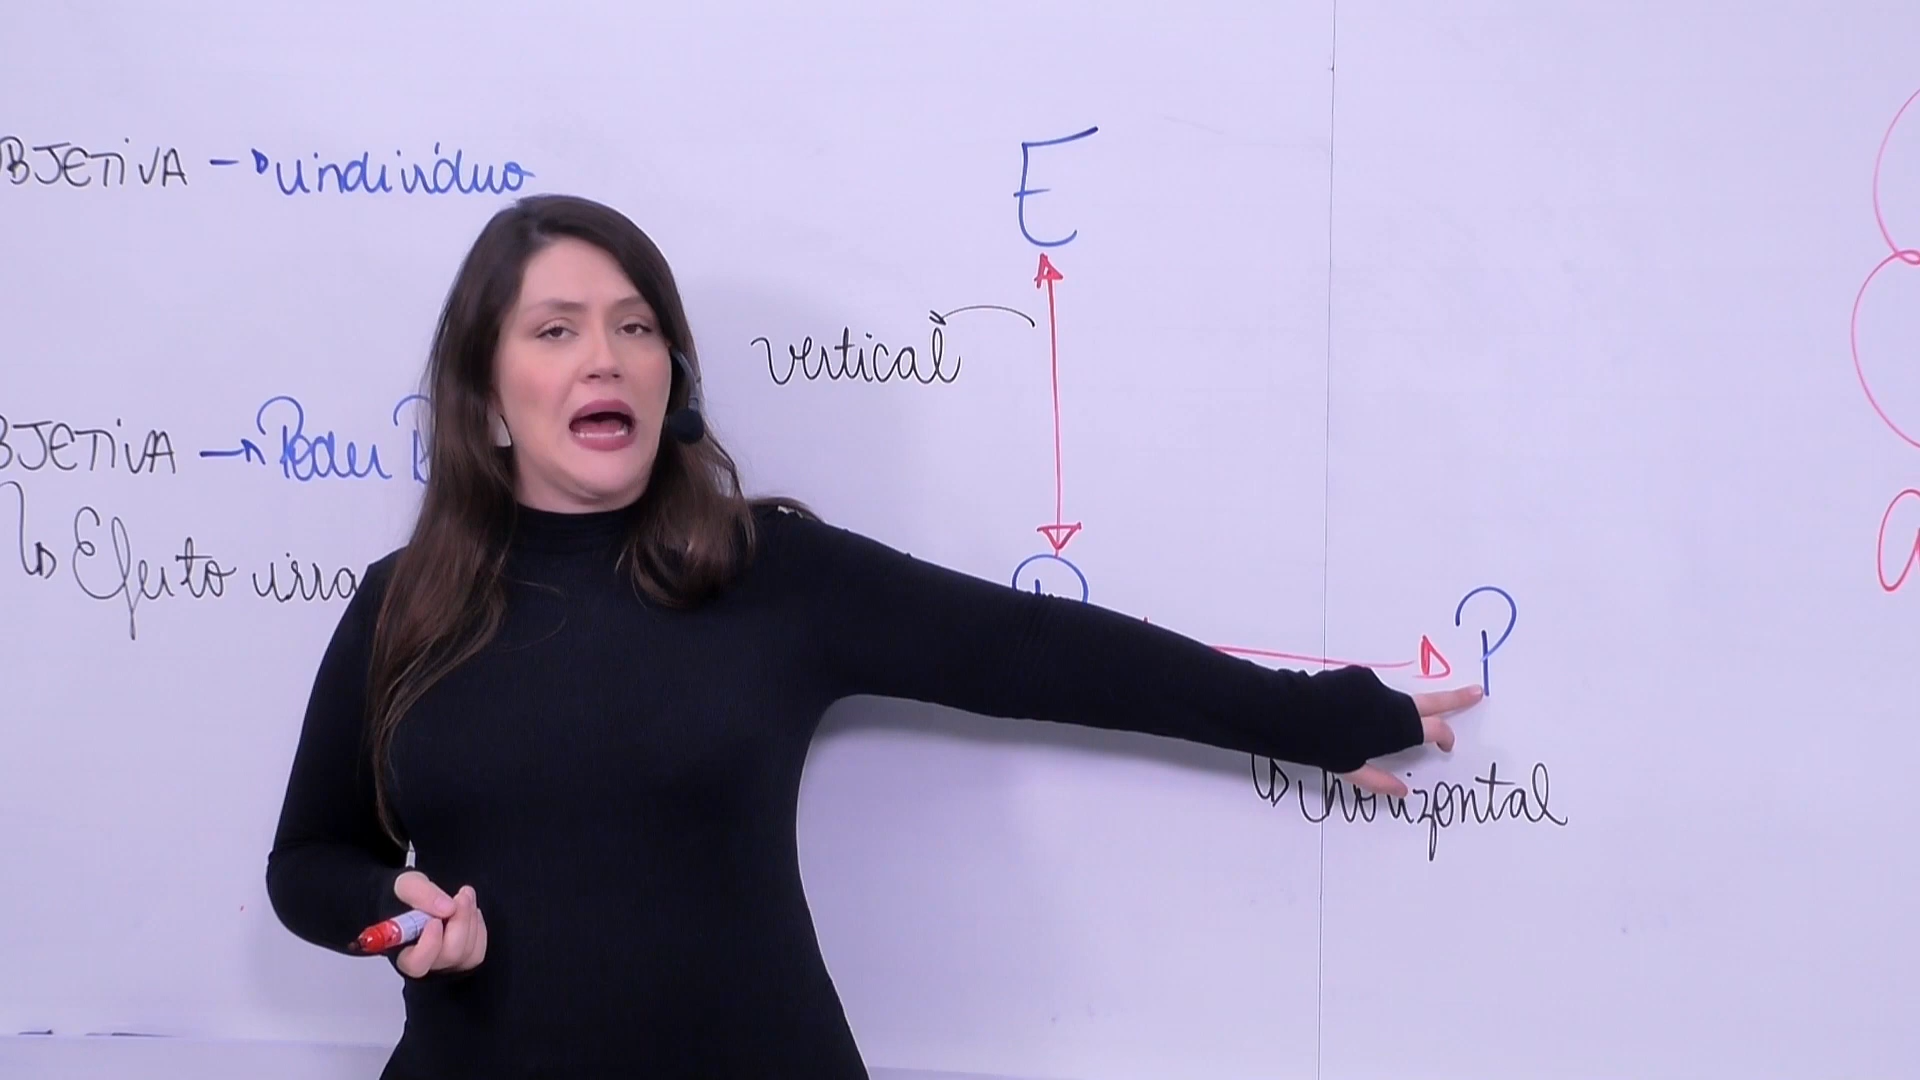 BJETIVA → indivíduo
BJETIVA → Poder
↳ Efeito irra
E
vertical
P
P
↳ horizontal